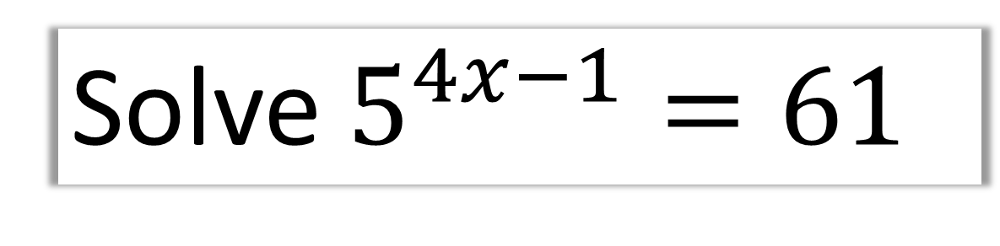 Solve 5^{4x−1} = 61